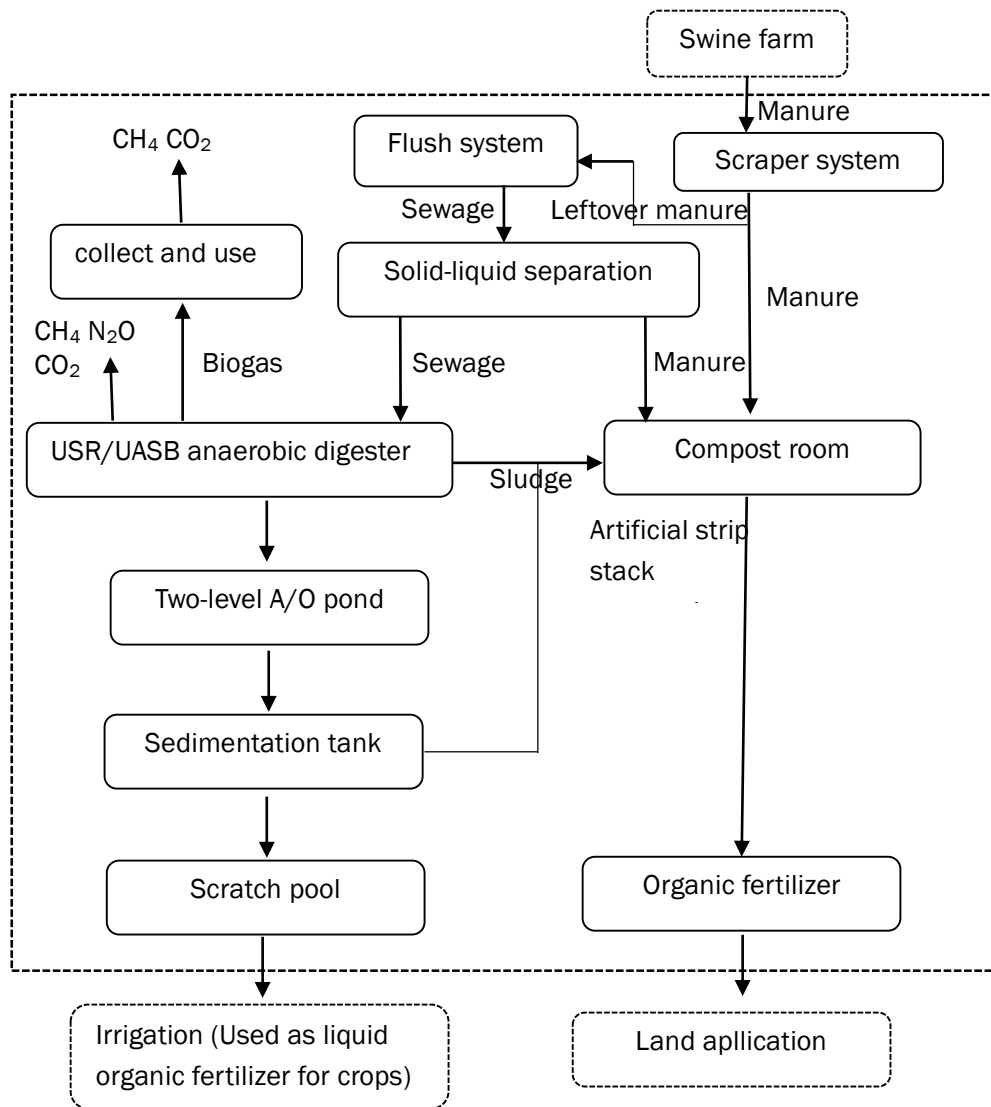 Swine farm
Manure
CH₄ CO₂
Flush system
Scraper system
Sewage
Leftover manure
collect and use
Solid-liquid separation
Manure
CH₄ N₂O
CO₂
Biogas
Sewage
Manure
USR/UASB anaerobic digester
Compost room
Sludge
Artificial strip
stack
Two-level A/O pond
Sedimentation tank
Scratch pool
Organic fertilizer
Irrigation (Used as liquid
organic fertilizer for crops)
Land apllication